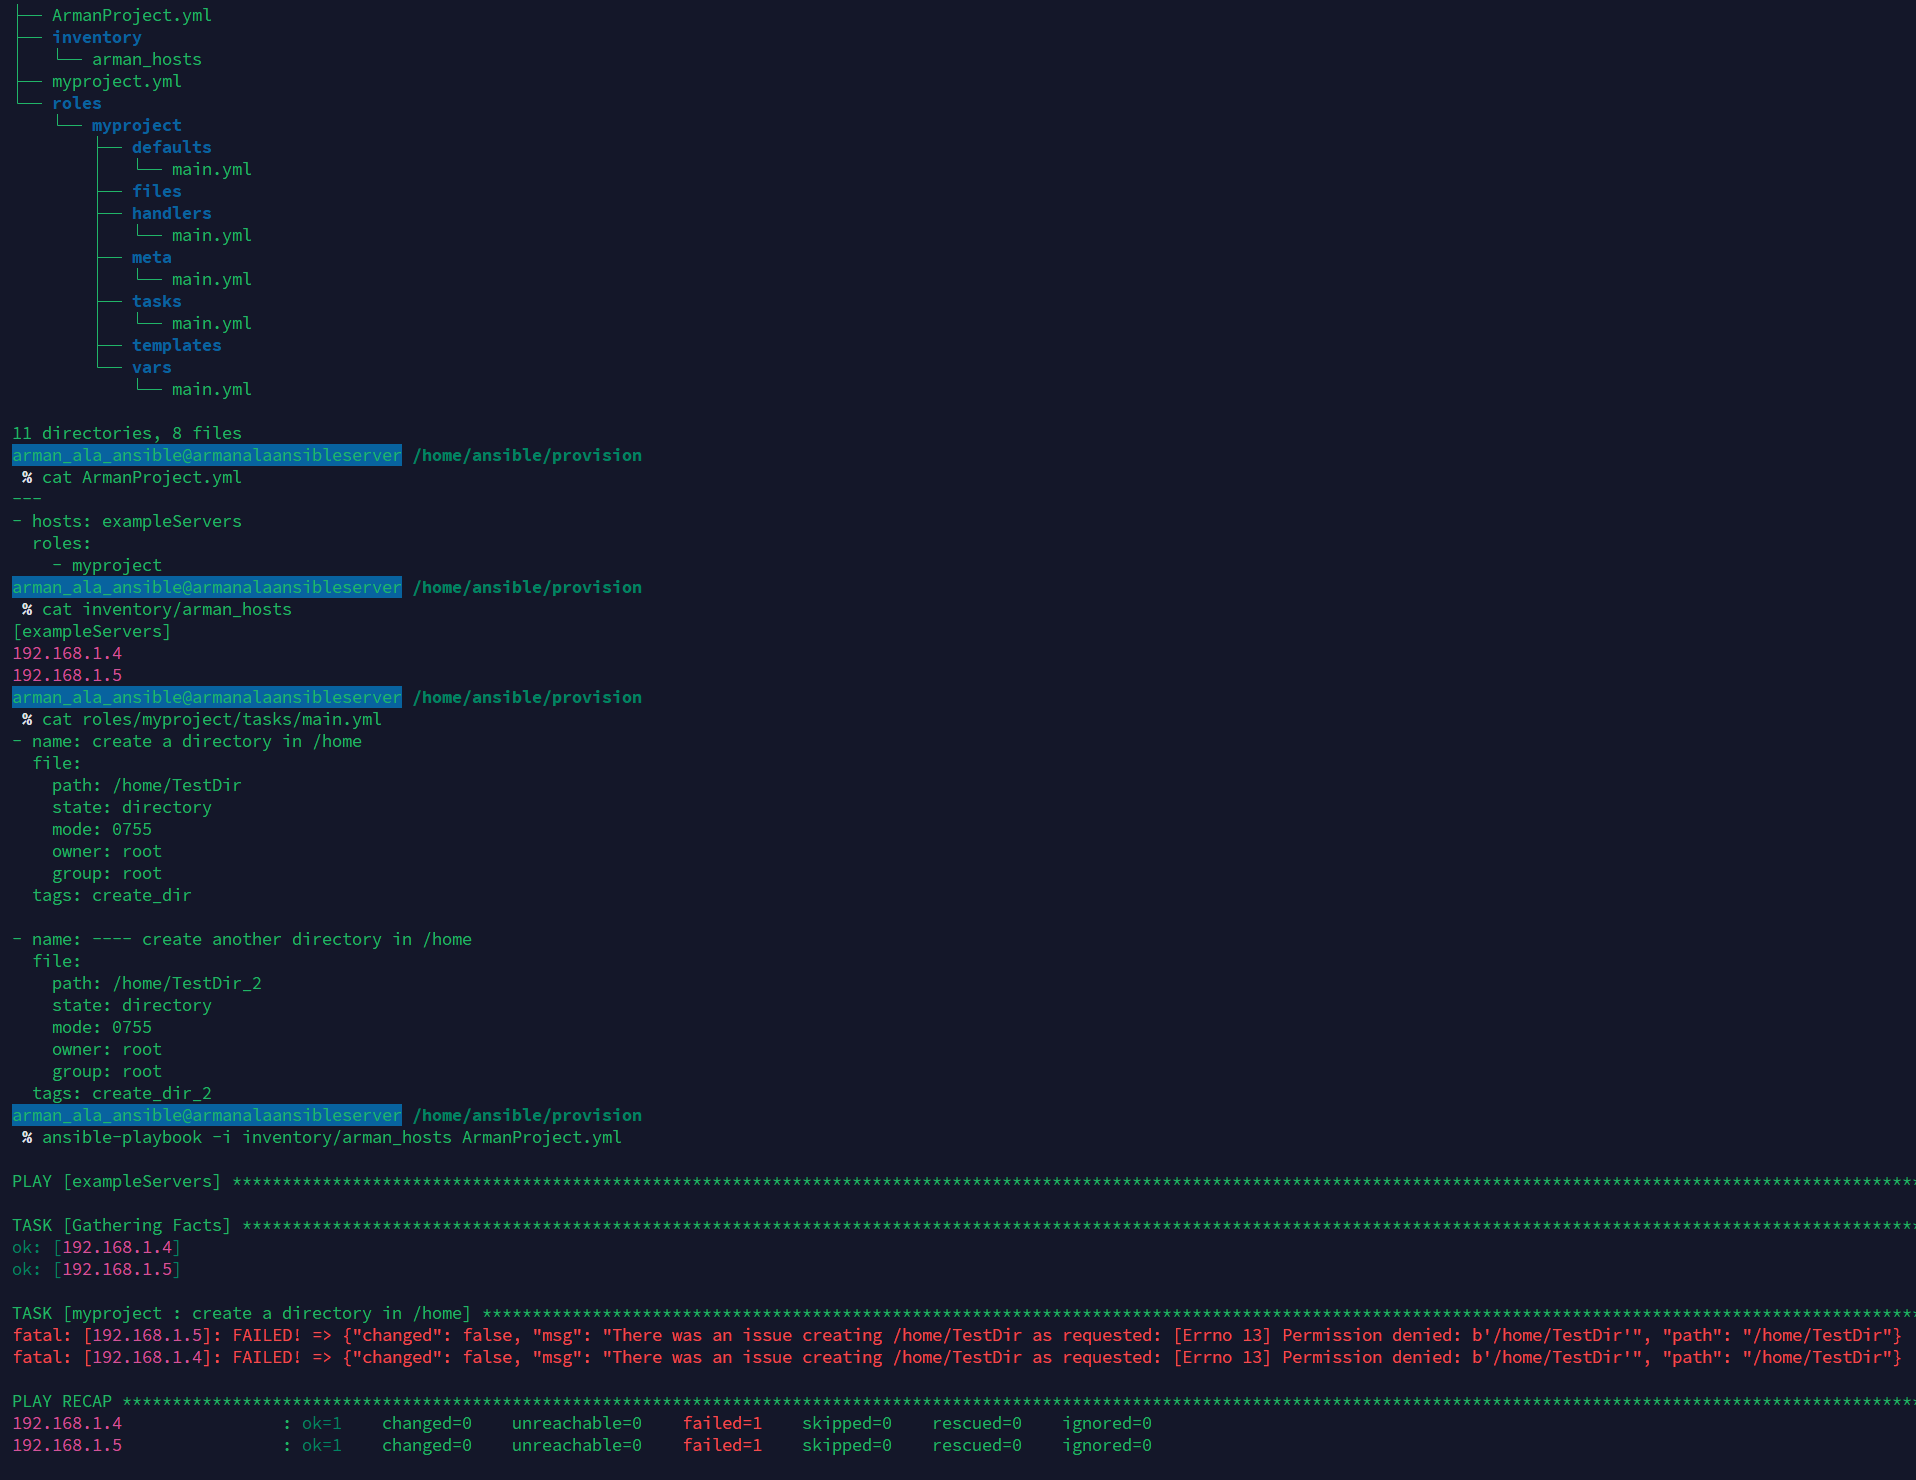 ├── ArmanProject.yml
├── inventory
│   └── arman_hosts
├── myproject.yml
└── roles
    └── myproject
        ├── defaults
        │   └── main.yml
        ├── files
        ├── handlers
        │   └── main.yml
        ├── meta
        │   └── main.yml
        ├── tasks
        │   └── main.yml
        ├── templates
        └── vars
            └── main.yml

11 directories, 8 files
arman_ala_ansible@armanalaansibleserver /home/ansible/provision
 % cat ArmanProject.yml
---
- hosts: exampleServers
  roles:
    - myproject
arman_ala_ansible@armanalaansibleserver /home/ansible/provision
 % cat inventory/arman_hosts
[exampleServers]
192.168.1.4
192.168.1.5
arman_ala_ansible@armanalaansibleserver /home/ansible/provision
 % cat roles/myproject/tasks/main.yml
- name: create a directory in /home
  file:
    path: /home/TestDir
    state: directory
    mode: 0755
    owner: root
    group: root
  tags: create_dir

- name: ---- create another directory in /home
  file:
    path: /home/TestDir_2
    state: directory
    mode: 0755
    owner: root
    group: root
  tags: create_dir_2
arman_ala_ansible@armanalaansibleserver /home/ansible/provision
 % ansible-playbook -i inventory/arman_hosts ArmanProject.yml

PLAY [exampleServers] *************************************************************************************************************************************************************************

TASK [Gathering Facts] ************************************************************************************************************************************************************************
ok: [192.168.1.4]
ok: [192.168.1.5]

TASK [myproject : create a directory in /home] ************************************************************************************************************************************************
fatal: [192.168.1.5]: FAILED! => {"changed": false, "msg": "There was an issue creating /home/TestDir as requested: [Errno 13] Permission denied: b'/home/TestDir'", "path": "/home/TestDir"}
fatal: [192.168.1.4]: FAILED! => {"changed": false, "msg": "There was an issue creating /home/TestDir as requested: [Errno 13] Permission denied: b'/home/TestDir'", "path": "/home/TestDir"}

PLAY RECAP ************************************************************************************************************************************************************************************
192.168.1.4                : ok=1    changed=0    unreachable=0    failed=1    skipped=0    rescued=0    ignored=0
192.168.1.5                : ok=1    changed=0    unreachable=0    failed=1    skipped=0    rescued=0    ignored=0